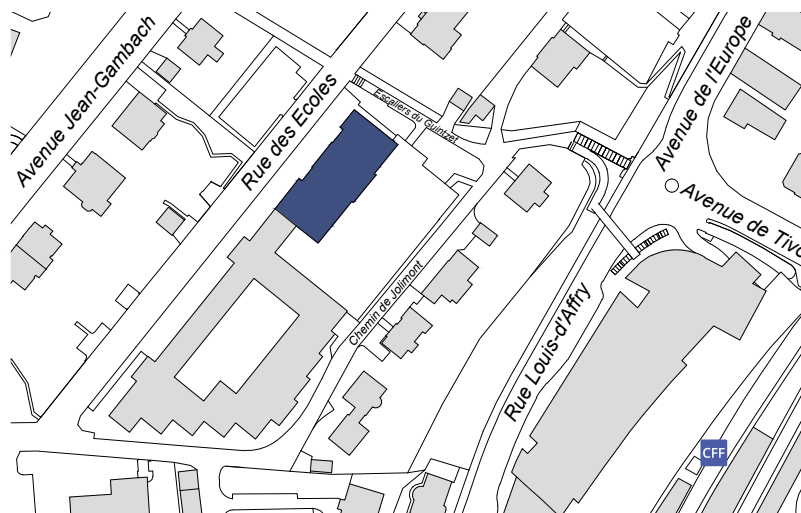 Avenue Jean-Gambach
Rue des Ecoles
Escaliers du Guintzet
Avenue de l'Europe
Avenue de Tivo
Chemin de Jolimont
Rue Louis-d'Affry
CFF